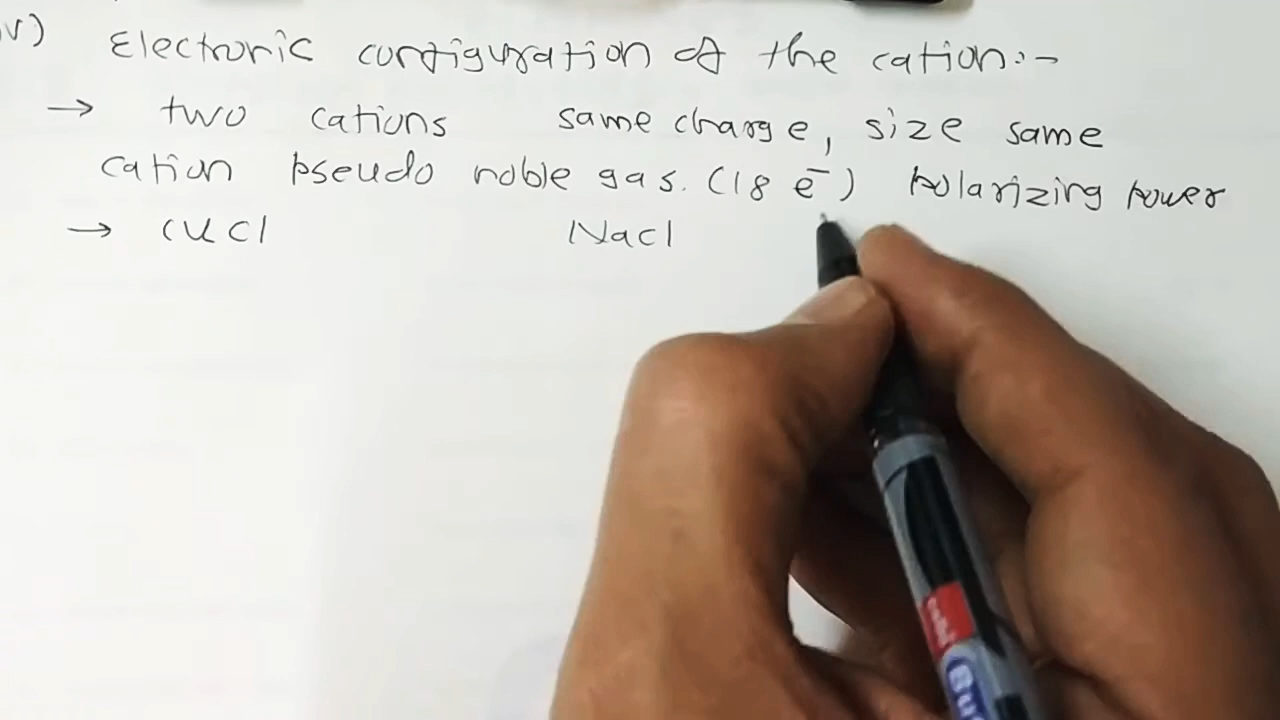 v) Electronic configuration of the cation:-
→ two cations same charge, size same
cation pseudo noble gas. (18 e⁻) polarizing power
→ CuCl NaCl